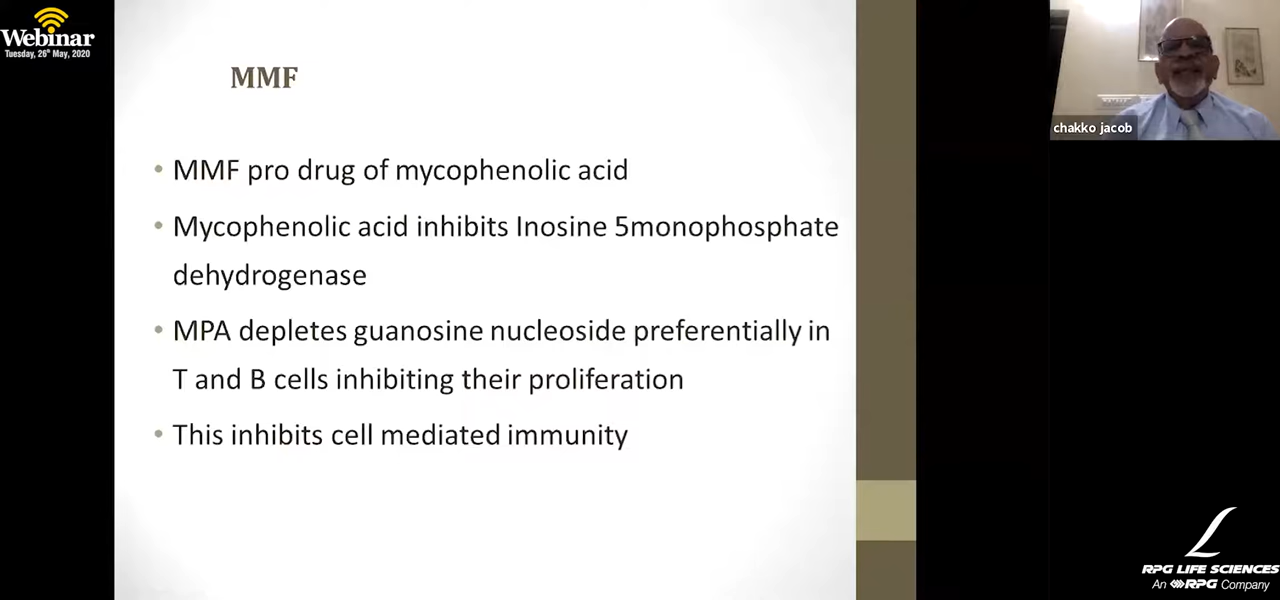 Webinar
Tuesday, 26th May, 2020
MMF
• MMF pro drug of mycophenolic acid
• Mycophenolic acid inhibits Inosine 5monophosphate
dehydrogenase
• MPA depletes guanosine nucleoside preferentially in
T and B cells inhibiting their proliferation
• This inhibits cell mediated immunity
chakko jacob
RPG LIFE SCIENCES
An RPG Company